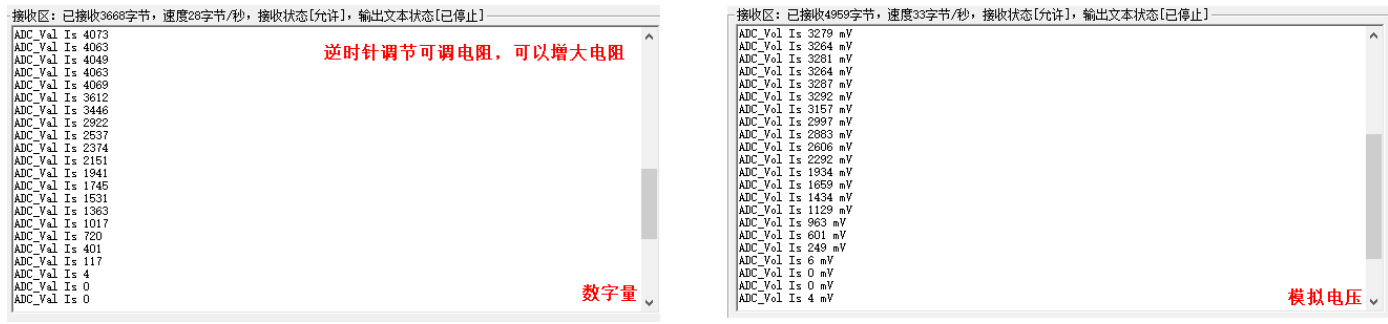 接收区：已接收3668字节，速度28字节/秒，接收状态[允许]，输出文本状态[已停止]
ADC_Val Is 4073
ADC_Val Is 4063
ADC_Val Is 4049
ADC_Val Is 4063
ADC_Val Is 4069
ADC_Val Is 3612
ADC_Val Is 3446
ADC_Val Is 2922
ADC_Val Is 2537
ADC_Val Is 2374
ADC_Val Is 2151
ADC_Val Is 1941
ADC_Val Is 1745
ADC_Val Is 1531
ADC_Val Is 1363
ADC_Val Is 1017
ADC_Val Is 720
ADC_Val Is 401
ADC_Val Is 117
ADC_Val Is 4
ADC_Val Is 0
ADC_Val Is 0
逆时针调节可调电阻，可以增大电阻
数字量
接收区：已接收4959字节，速度33字节/秒，接收状态[允许]，输出文本状态[已停止]
ADC_Vol Is 3279 mV
ADC_Vol Is 3264 mV
ADC_Vol Is 3281 mV
ADC_Vol Is 3264 mV
ADC_Vol Is 3287 mV
ADC_Vol Is 3292 mV
ADC_Vol Is 3157 mV
ADC_Vol Is 2997 mV
ADC_Vol Is 2883 mV
ADC_Vol Is 2606 mV
ADC_Vol Is 2292 mV
ADC_Vol Is 1934 mV
ADC_Vol Is 1659 mV
ADC_Vol Is 1434 mV
ADC_Vol Is 1129 mV
ADC_Vol Is 963 mV
ADC_Vol Is 601 mV
ADC_Vol Is 249 mV
ADC_Vol Is 6 mV
ADC_Vol Is 0 mV
ADC_Vol Is 0 mV
ADC_Vol Is 4 mV
模拟电压